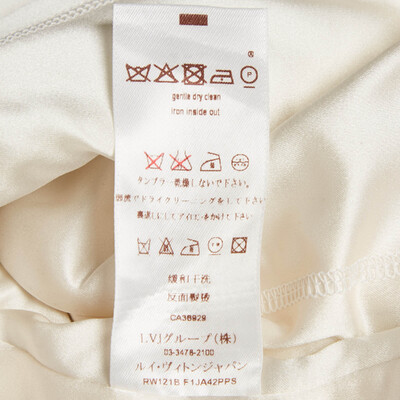 ®
P
gentle dry clean
iron inside out
タンブラー乾燥しないで下さい。
弱流でドライクリーニングをして下さい。
裏返しにしてアイロンをかけて下さい。
缓和干洗
反面熨烫
CA36929
LVJグループ(株)
03-3478-2100
ルイ・ヴィトンジャパン
RW121B F1JA42PPS